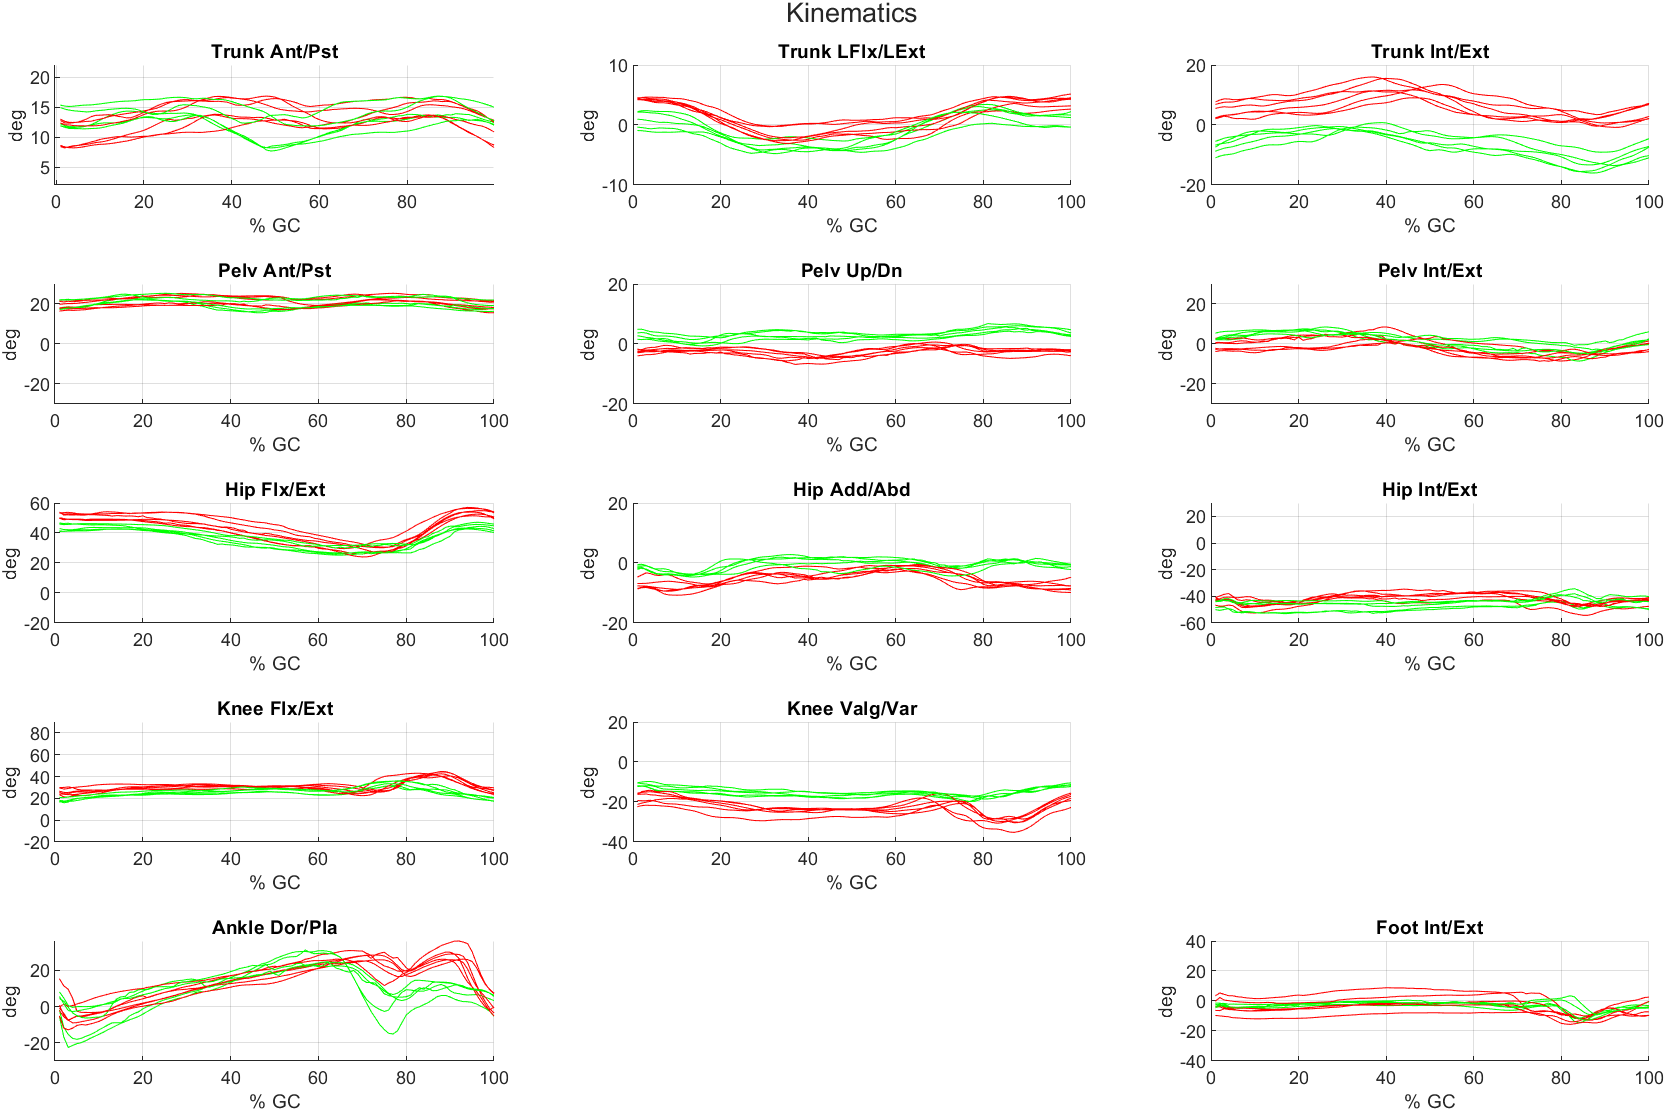 Kinematics
Trunk Ant/Pst
20
15
10
5
deg
0 20 40 60 80
% GC
Trunk LFlx/LExt
10
0
-10
deg
0 20 40 60 80 100
% GC
Trunk Int/Ext
20
0
-20
deg
0 20 40 60 80 100
% GC
Pelv Ant/Pst
20
0
-20
deg
0 20 40 60 80 100
% GC
Pelv Up/Dn
20
0
-20
deg
0 20 40 60 80 100
% GC
Pelv Int/Ext
20
0
-20
deg
0 20 40 60 80 100
% GC
Hip Flx/Ext
60
40
20
0
-20
deg
0 20 40 60 80 100
% GC
Hip Add/Abd
20
0
-20
deg
0 20 40 60 80 100
% GC
Hip Int/Ext
20
0
-20
-40
-60
deg
0 20 40 60 80 100
% GC
Knee Flx/Ext
80
60
40
20
0
-20
deg
0 20 40 60 80 100
% GC
Knee Valg/Var
20
0
-20
-40
deg
0 20 40 60 80 100
% GC
Ankle Dor/Pla
20
0
-20
deg
0 20 40 60 80 100
% GC
Foot Int/Ext
40
20
0
-20
-40
deg
0 20 40 60 80 100
% GC